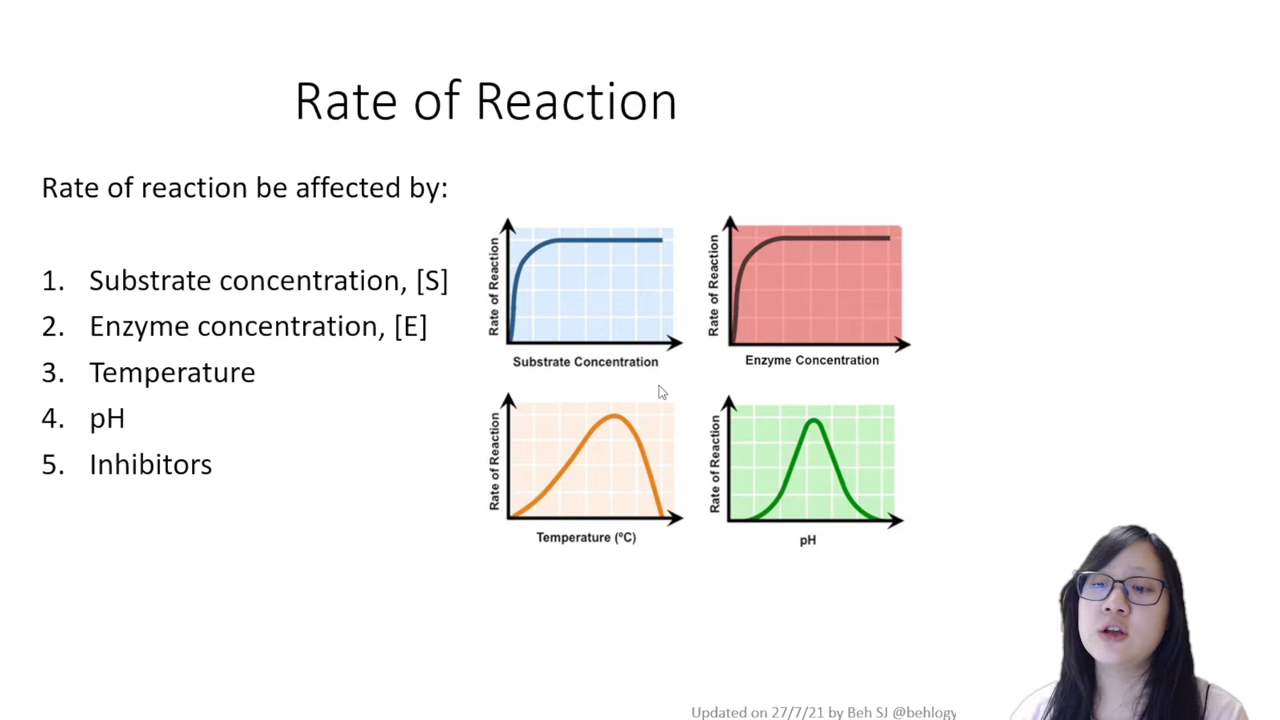 Rate of Reaction
Rate of reaction be affected by:
1. Substrate concentration, [S]
2. Enzyme concentration, [E]
3. Temperature
4. pH
5. Inhibitors
Rate of Reaction
Substrate Concentration
Rate of Reaction
Enzyme Concentration
Rate of Reaction
Temperature (ºC)
Rate of Reaction
pH
Updated on 27/7/21 by Beh SJ @behlogy